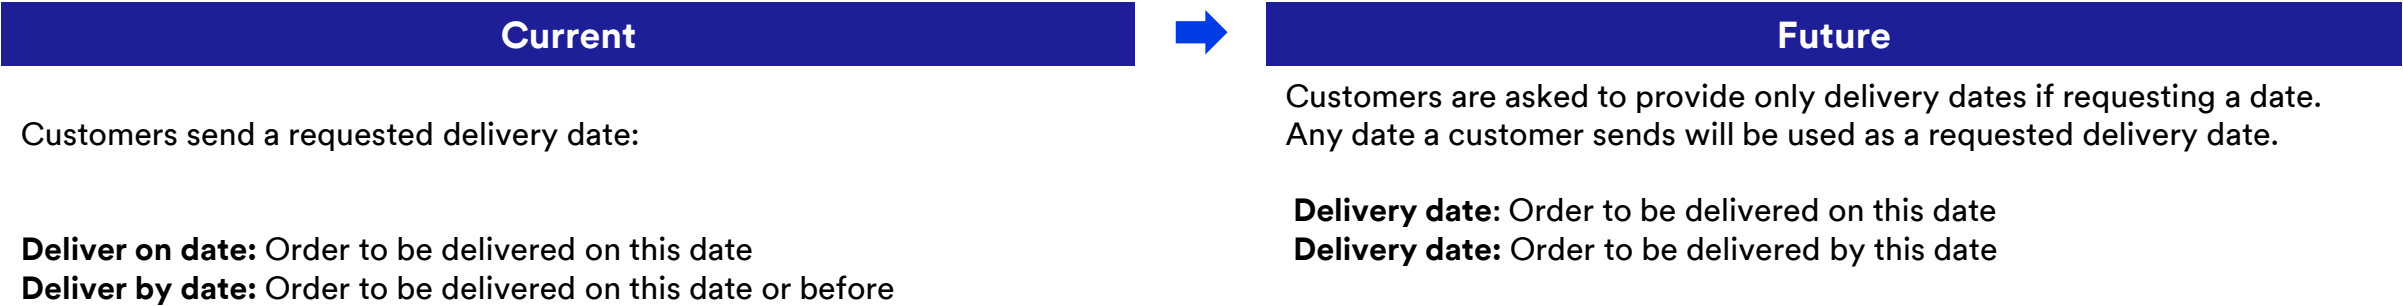 Current
Customers send a requested delivery date:
Deliver on date: Order to be delivered on this date
Deliver by date: Order to be delivered on this date or before
Future
Customers are asked to provide only delivery dates if requesting a date.
Any date a customer sends will be used as a requested delivery date.
Delivery date: Order to be delivered on this date
Delivery date: Order to be delivered by this date